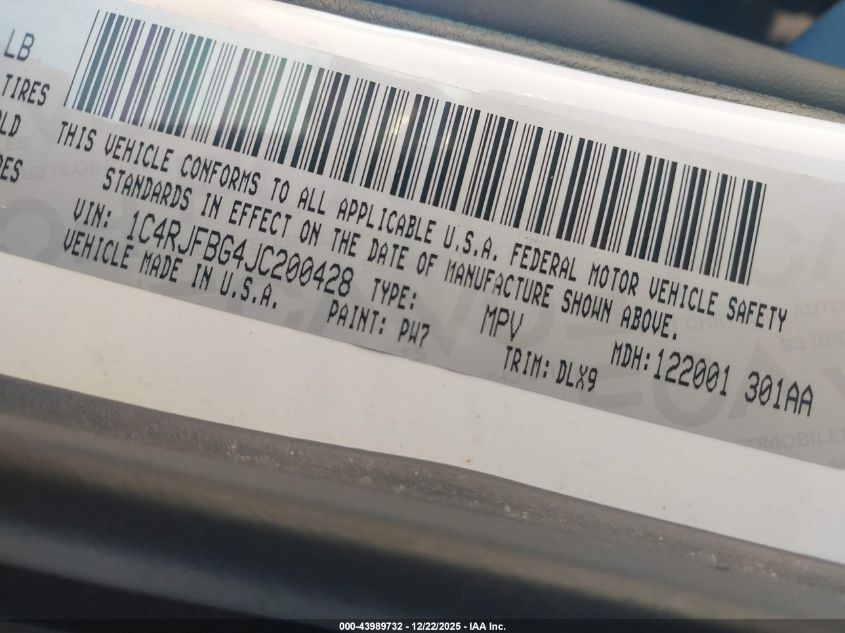 LB
TIRES
THIS VEHICLE CONFORMS TO ALL APPLICABLE U.S.A. FEDERAL MOTOR VEHICLE SAFETY
STANDARDS IN EFFECT ON THE DATE OF MANUFACTURE SHOWN ABOVE.
VIN: 1C4RJFBG4JC200428 TYPE: MPV MDH:122001 301AA
VEHICLE MADE IN U.S.A. PAINT: PW7 TRIM: DLX9
000-43989732 - 12/22/2025 - IAA Inc.